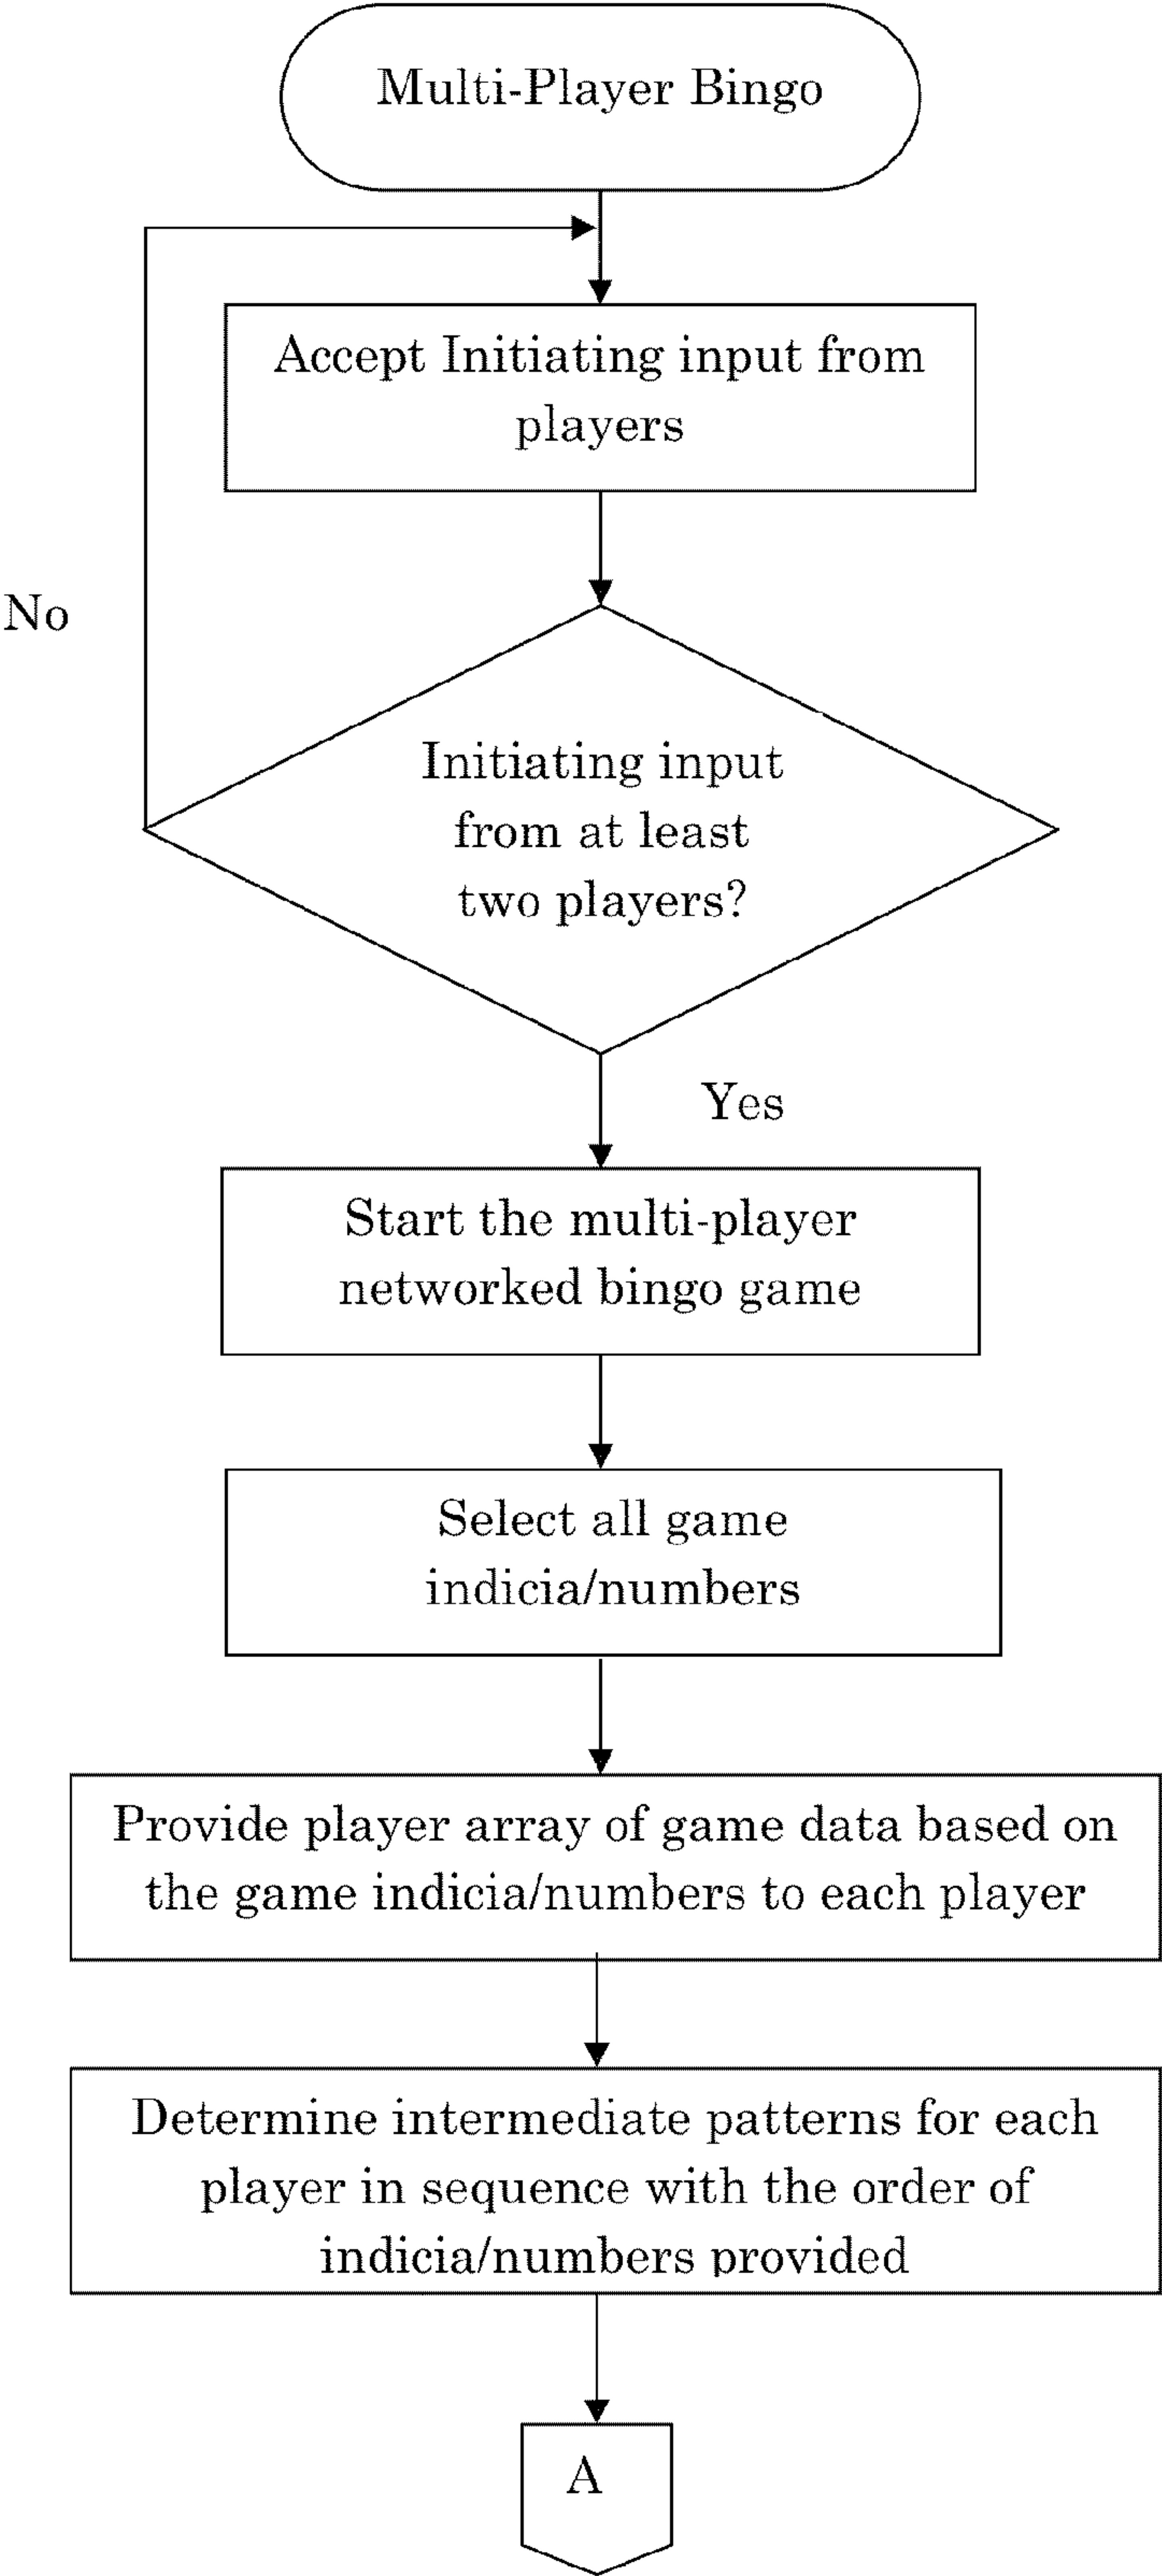 Multi-Player Bingo
Accept Initiating input from
players
No
Initiating input
from at least
two players?
Yes
Start the multi-player
networked bingo game
Select all game
indicia/numbers
Provide player array of game data based on
the game indicia/numbers to each player
Determine intermediate patterns for each
player in sequence with the order of
indicia/numbers provided
A